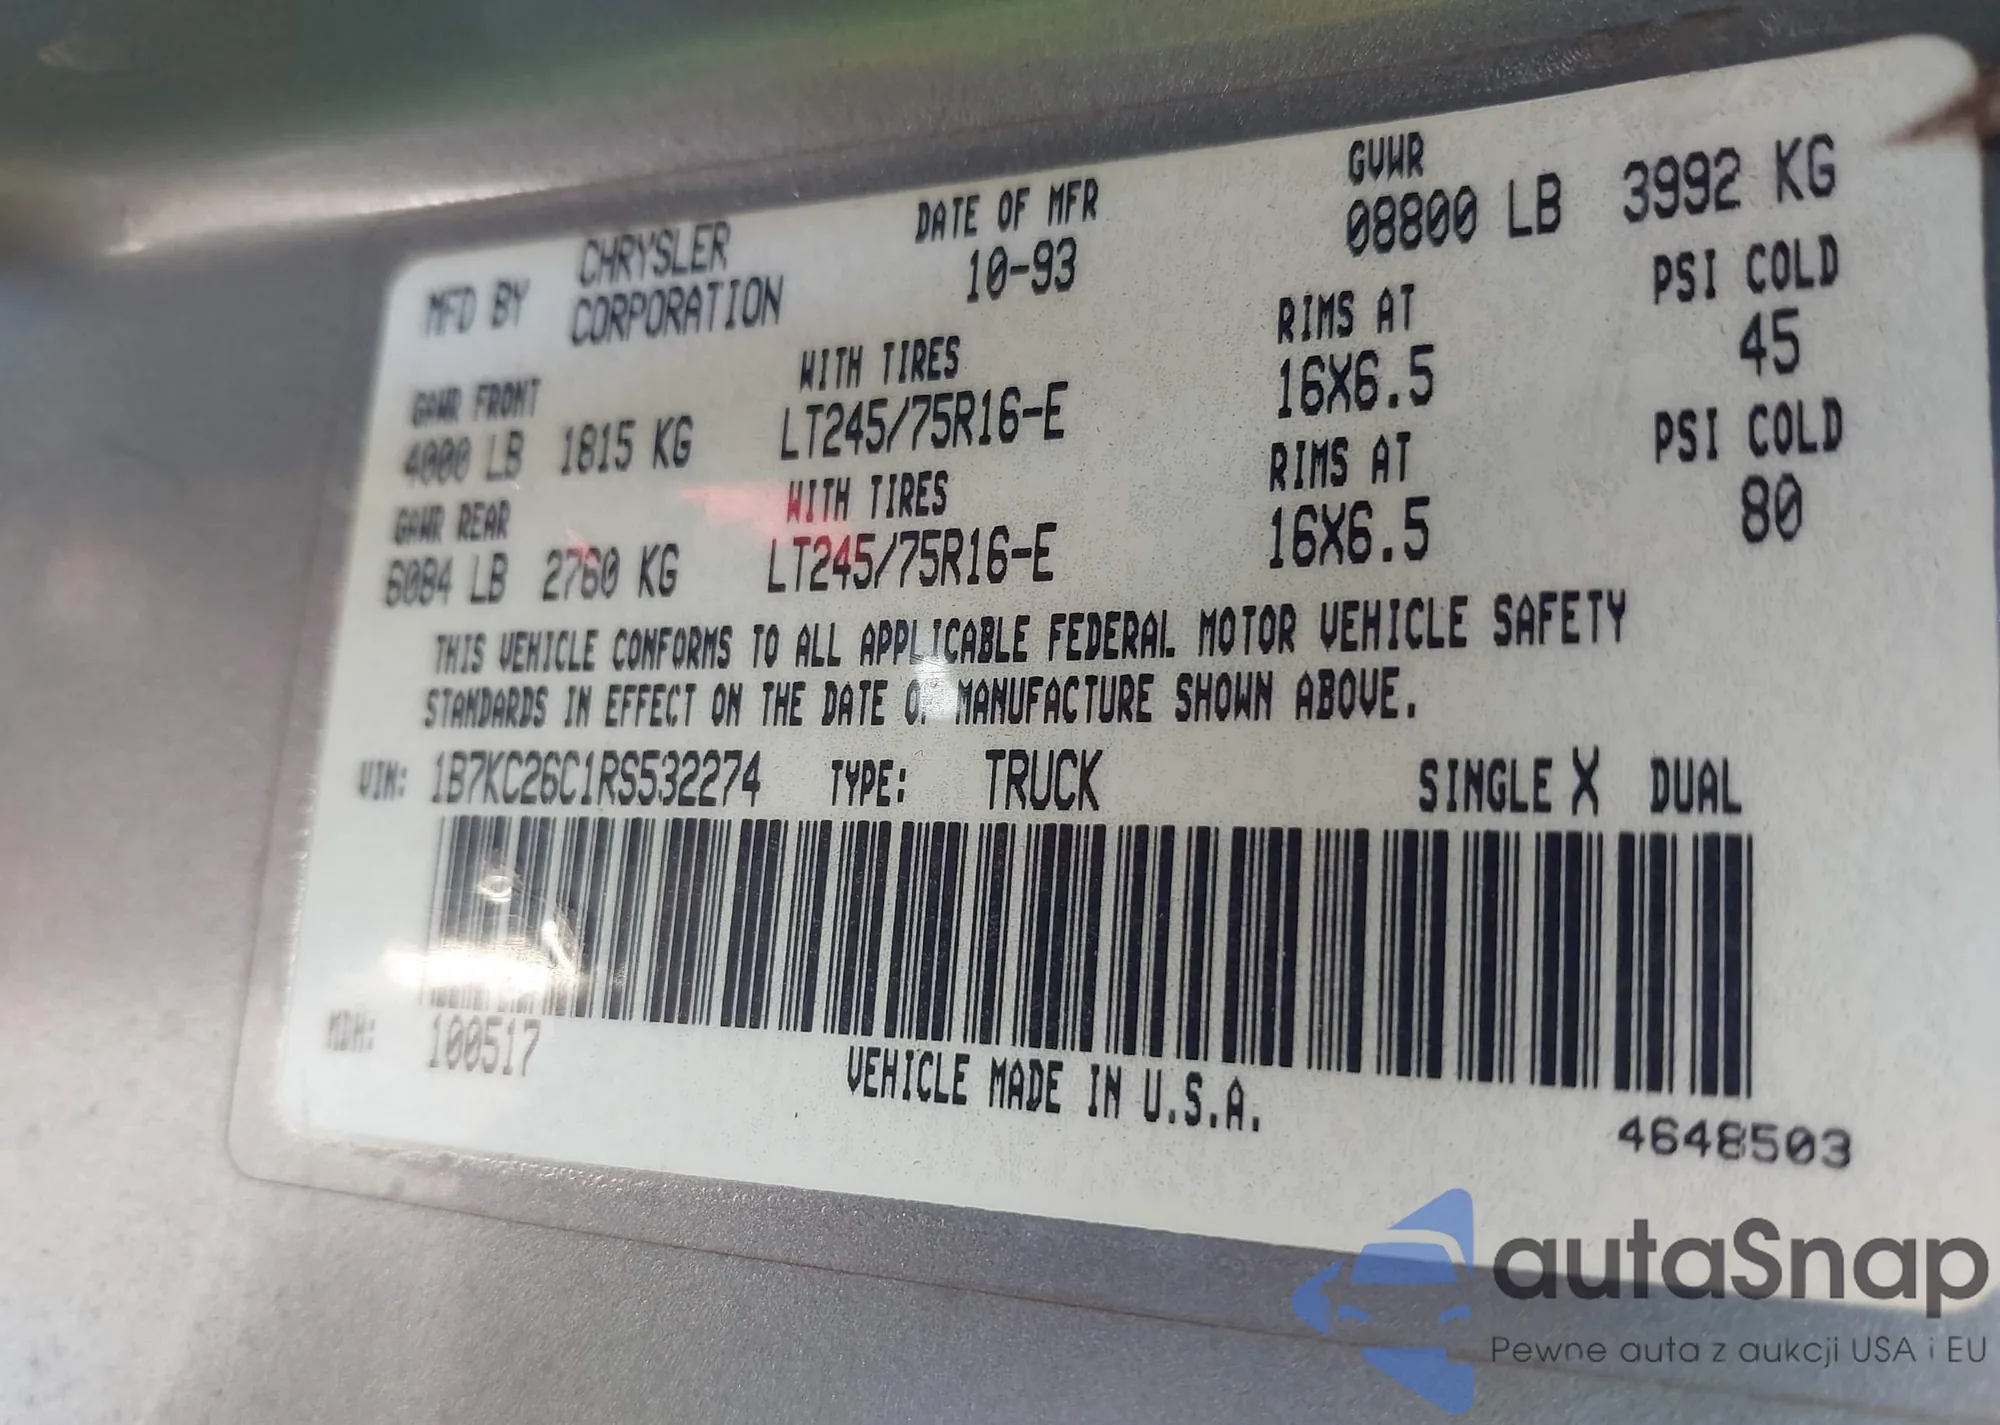 MFD BY CHRYSLER CORPORATION
DATE OF MFR
10-93
GVWR
08800 LB 3992 KG
GAWR FRONT WITH TIRES RIMS AT PSI COLD
4000 LB 1815 KG LT245/75R16-E 16X6.5 45
GAWR REAR WITH TIRES RIMS AT PSI COLD
6084 LB 2760 KG LT245/75R16-E 16X6.5 80
THIS VEHICLE CONFORMS TO ALL APPLICABLE FEDERAL MOTOR VEHICLE SAFETY
STANDARDS IN EFFECT ON THE DATE OF MANUFACTURE SHOWN ABOVE.
VIN: 1B7KC26C1RS532274 TYPE: TRUCK SINGLE X DUAL
MDH: 100517
VEHICLE MADE IN U.S.A.
4648503
autaSnap
Pewne auta z aukcji USA i EU